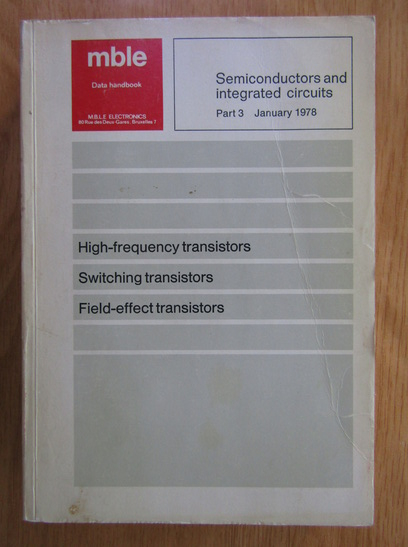 mble
Data handbook
M.B.L.E. ELECTRONICS
80 Rue des Deux-Gares, Bruxelles 7
Semiconductors and
integrated circuits
Part 3 January 1978
High-frequency transistors
Switching transistors
Field-effect transistors